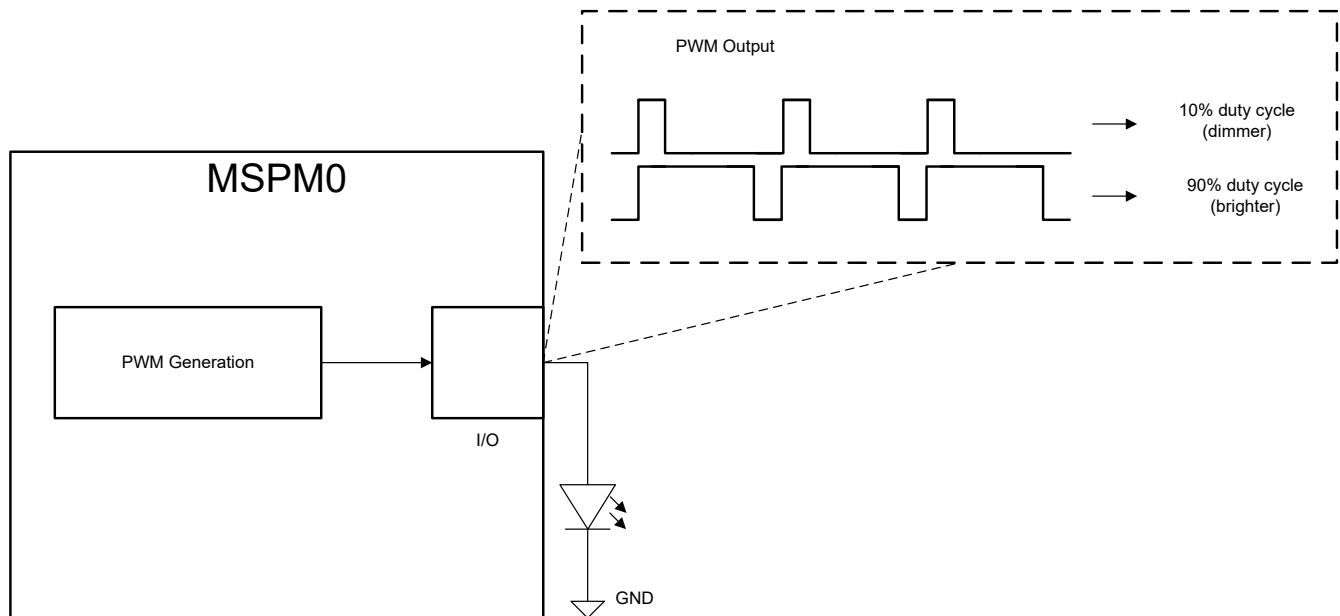 PWM Output
10% duty cycle
(dimmer)
90% duty cycle
(brighter)
MSPM0
PWM Generation
I/O
GND